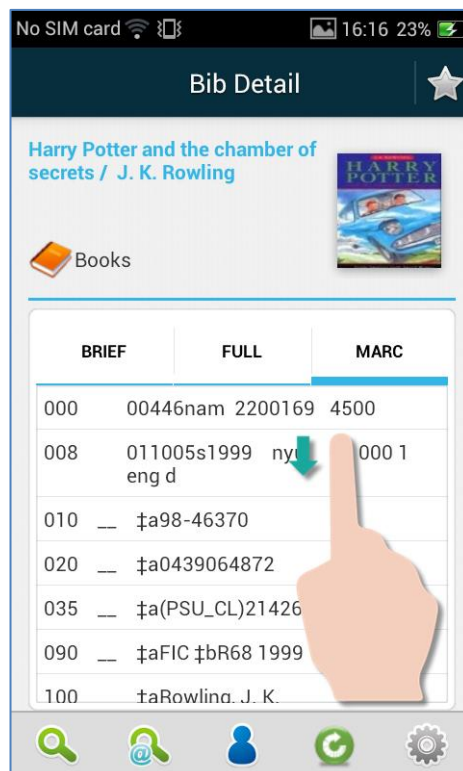 No SIM card 16:16 23%
Bib Detail
Harry Potter and the chamber of
secrets / J. K. Rowling
HARRY
POTTER
Books
BRIEF FULL MARC
000 00446nam 2200169 4500
008 011005s1999 ny 000 1
eng d
010 __ ‡a98-46370
020 __ ‡a0439064872
035 __ ‡a(PSU_CL)21426
090 __ ‡aFIC ‡bR68 1999
100 ‡aRowling, J. K.
@